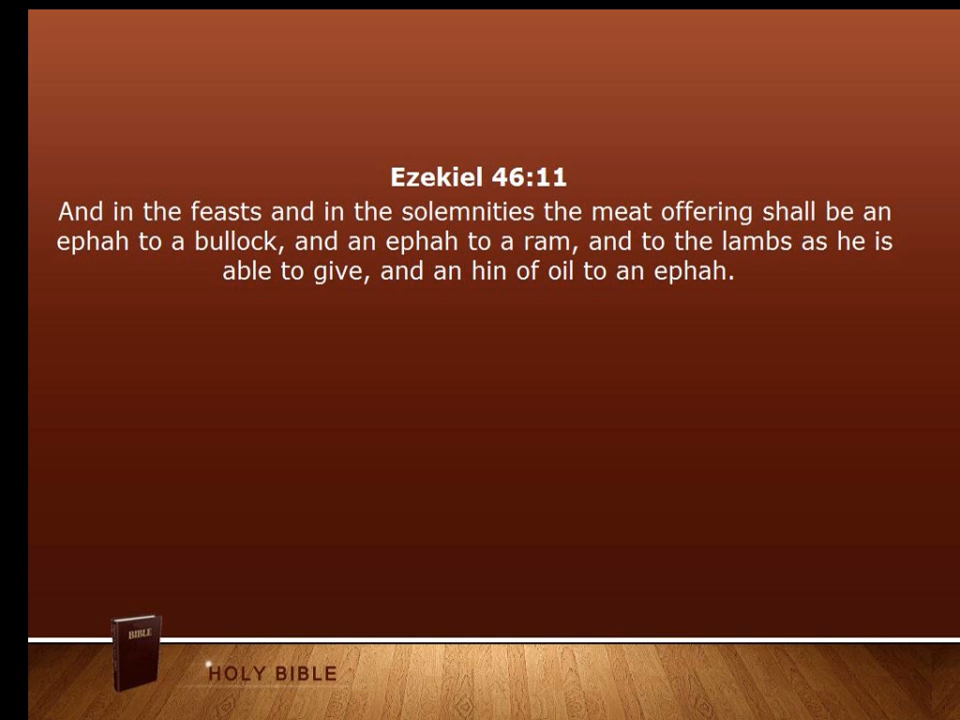 Ezekiel 46:11
And in the feasts and in the solemnities the meat offering shall be an
ephah to a bullock, and an ephah to a ram, and to the lambs as he is
able to give, and an hin of oil to an ephah.
BIBLE
HOLY BIBLE